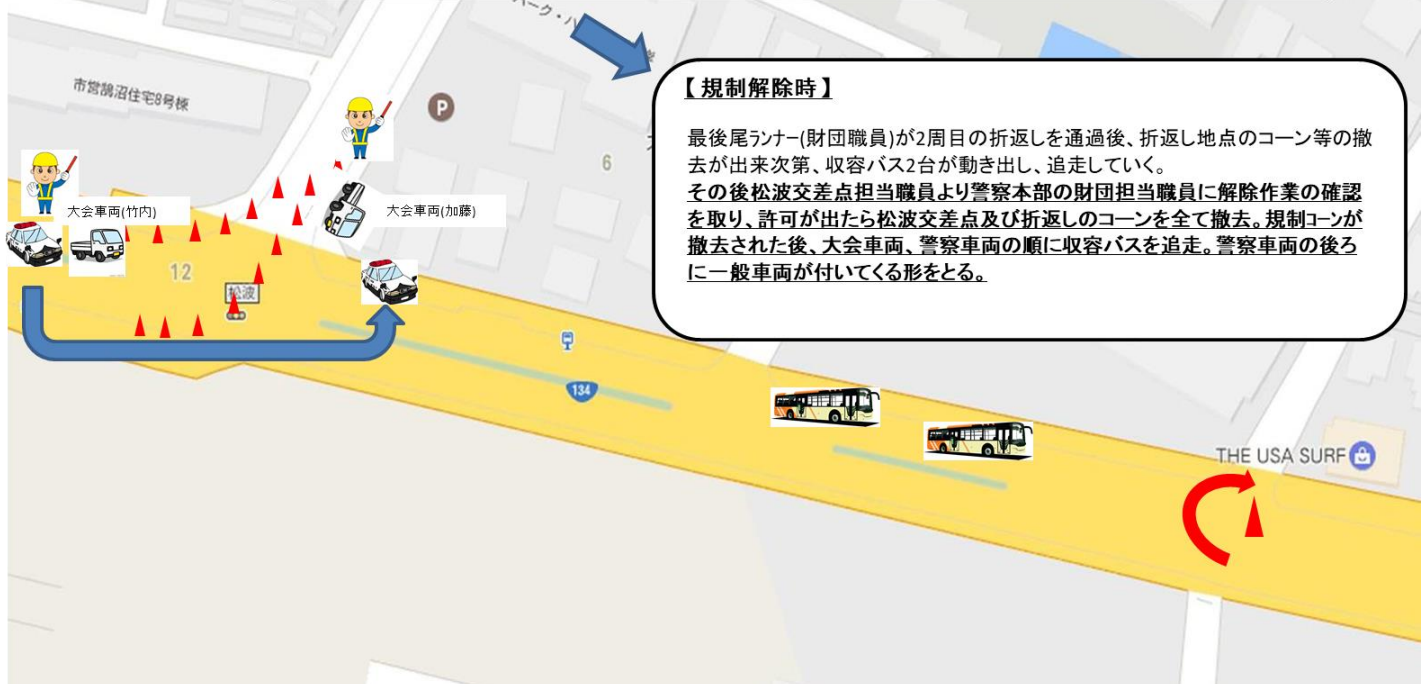 パーク・ハ
市営鵠沼住宅8号棟
P
6
12
大会車両(竹内)
大会車両(加藤)
松波
134
THE USA SURF
【規制解除時】
最後尾ランナー(財団職員)が2周目の折返しを通過後、折返し地点のコーン等の撤
去が出来次第、収容バス2台が動き出し、追走していく。
その後松波交差点担当職員より警察本部の財団担当職員に解除作業の確認
を取り、許可が出たら松波交差点及び折返しのコーンを全て撤去。規制コーンが
撤去された後、大会車両、警察車両の順に収容バスを追走。警察車両の後ろ
に一般車両が付いてくる形をとる。